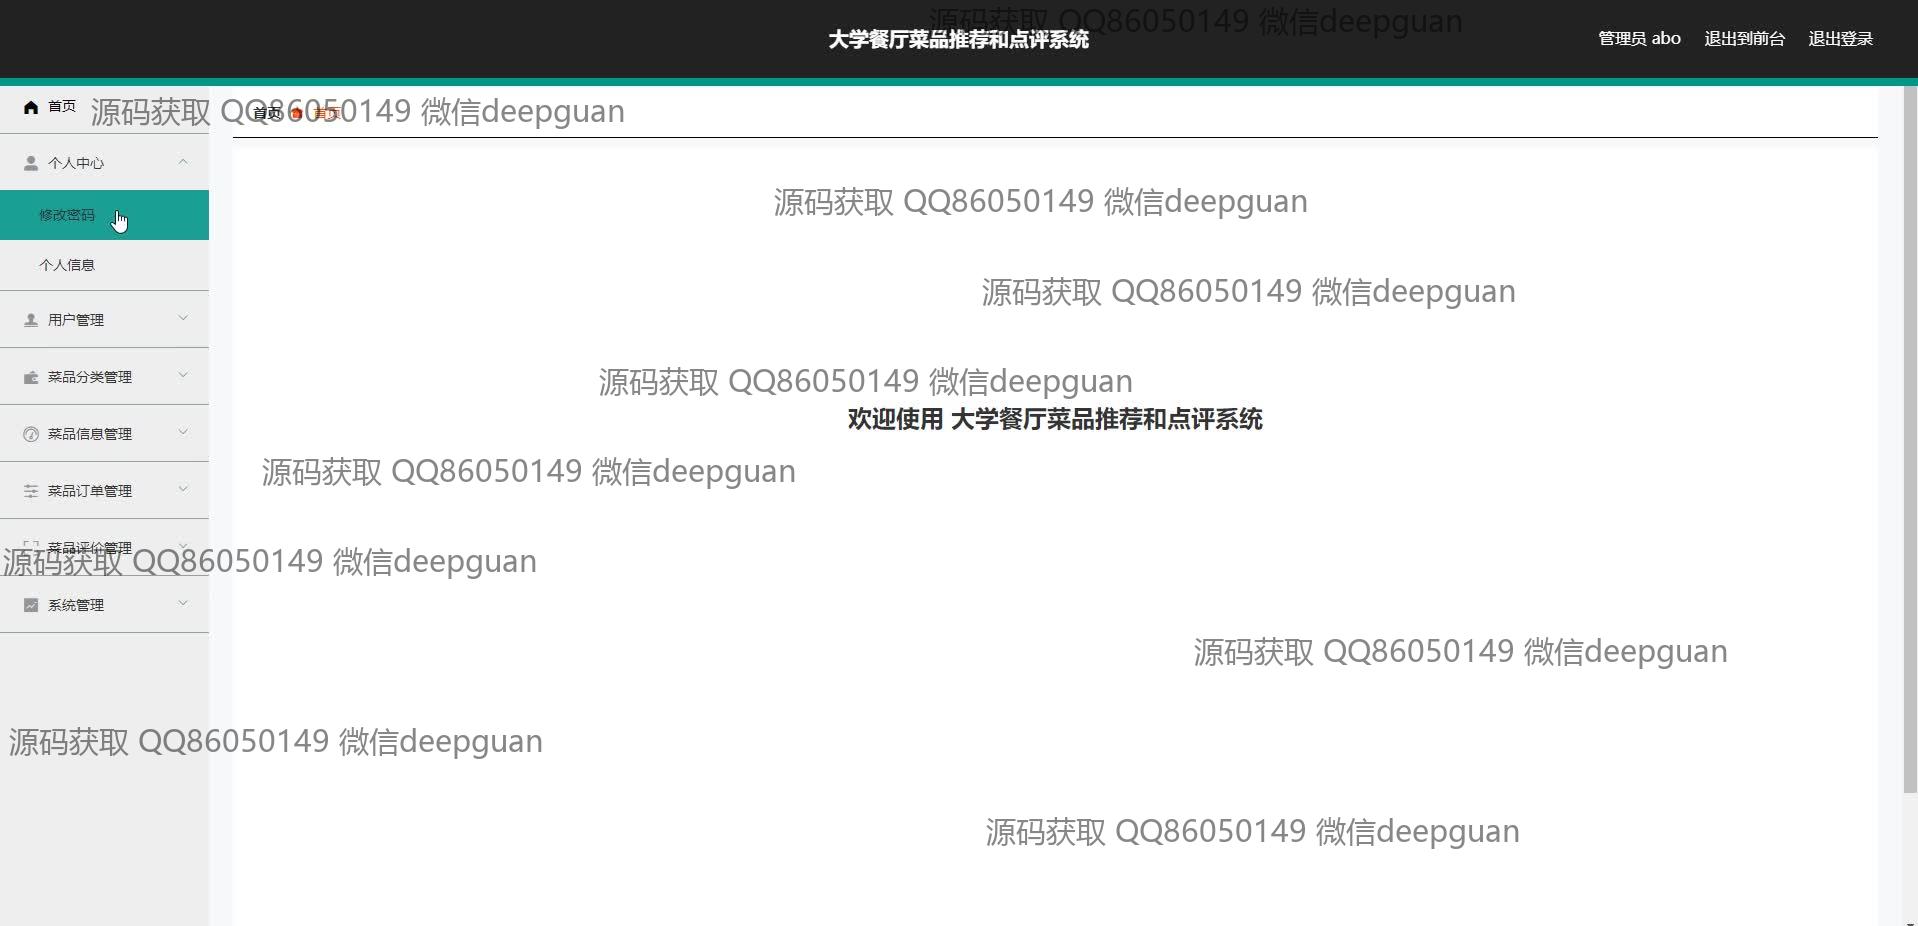 源码获取 QQ86050149 微信deepguan
大学餐厅菜品推荐和点评系统
管理员 abo 退出到前台 退出登录
首页
源码获取 QQ86050149 微信deepguan
首页 首页
个人中心
修改密码
源码获取 QQ86050149 微信deepguan
个人信息
源码获取 QQ86050149 微信deepguan
用户管理
菜品分类管理
源码获取 QQ86050149 微信deepguan
欢迎使用 大学餐厅菜品推荐和点评系统
菜品信息管理
源码获取 QQ86050149 微信deepguan
菜品订单管理
菜品评价管理
源码获取 QQ86050149 微信deepguan
系统管理
源码获取 QQ86050149 微信deepguan
源码获取 QQ86050149 微信deepguan
源码获取 QQ86050149 微信deepguan